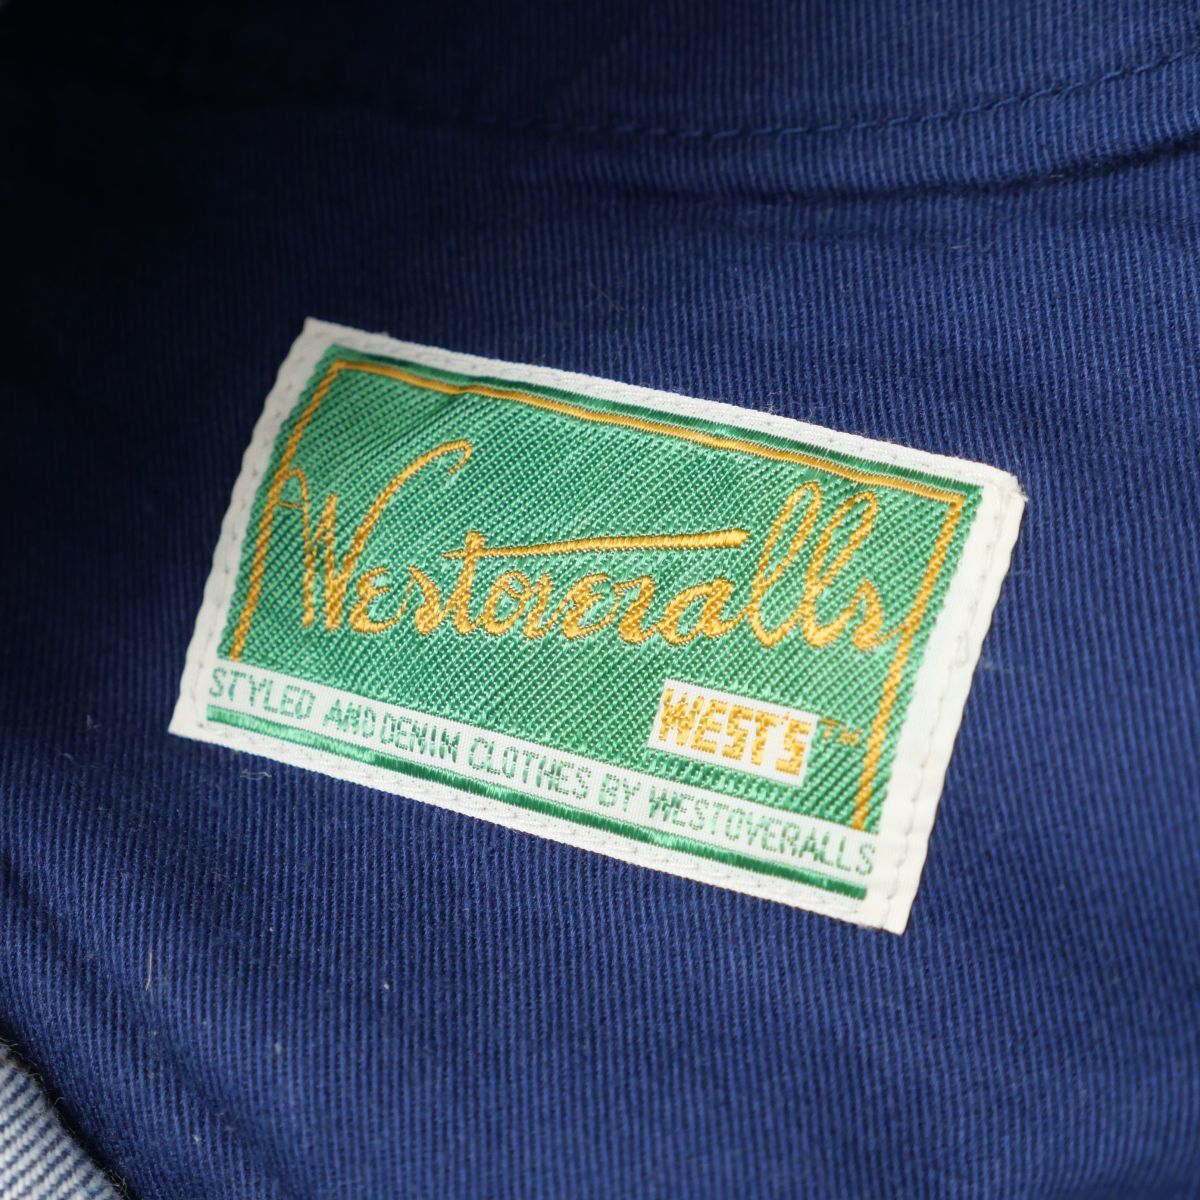 Westoveralls
WEST'S™
STYLED AND DENIM CLOTHES BY WESTOVERALLS